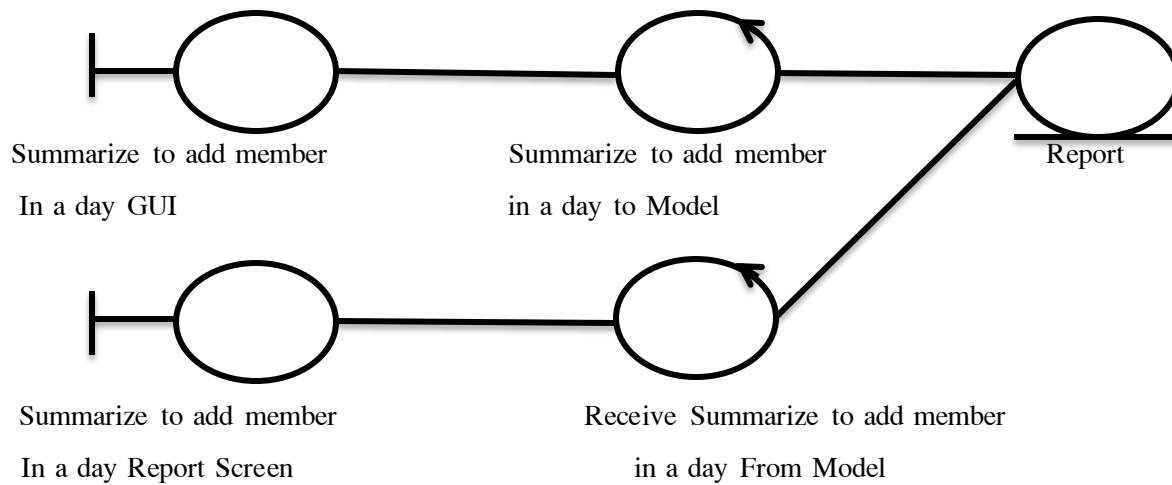 Summarize to add member
In a day GUI
Summarize to add member
in a day to Model
Report
Summarize to add member
In a day Report Screen
Receive Summarize to add member
in a day From Model